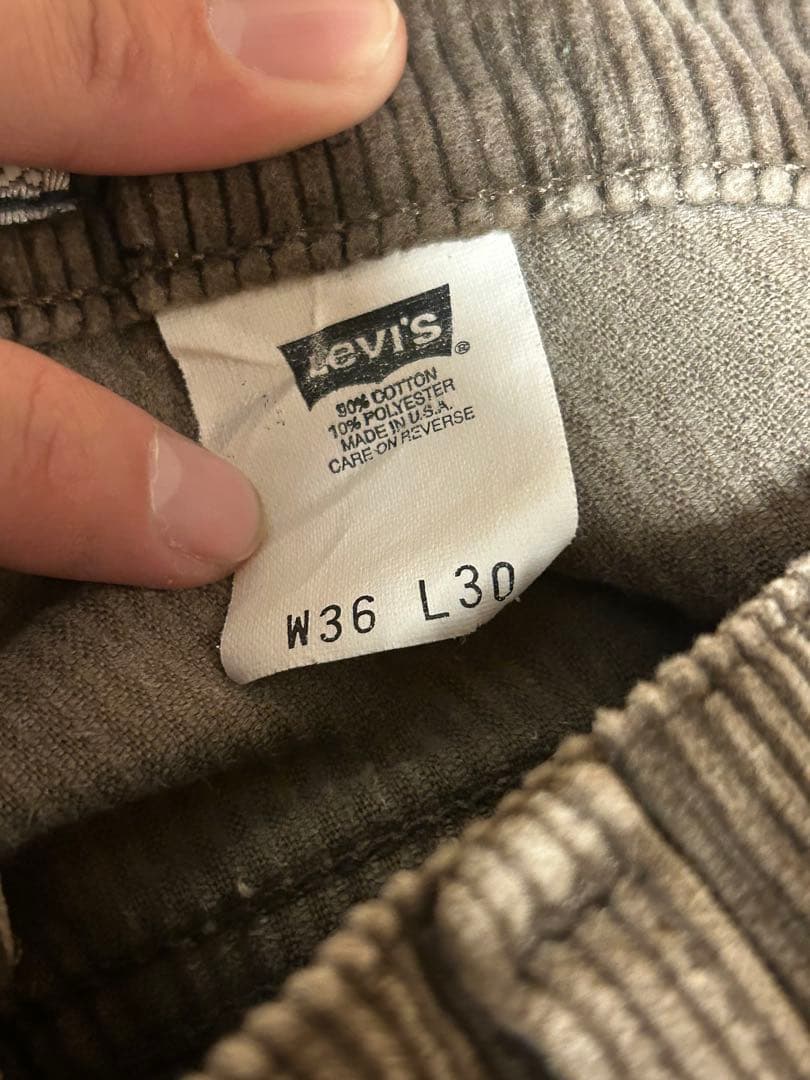 Levi's ®
90% COTTON
10% POLYESTER
MADE IN U.S.A.
CARE ON REVERSE
W36 L30